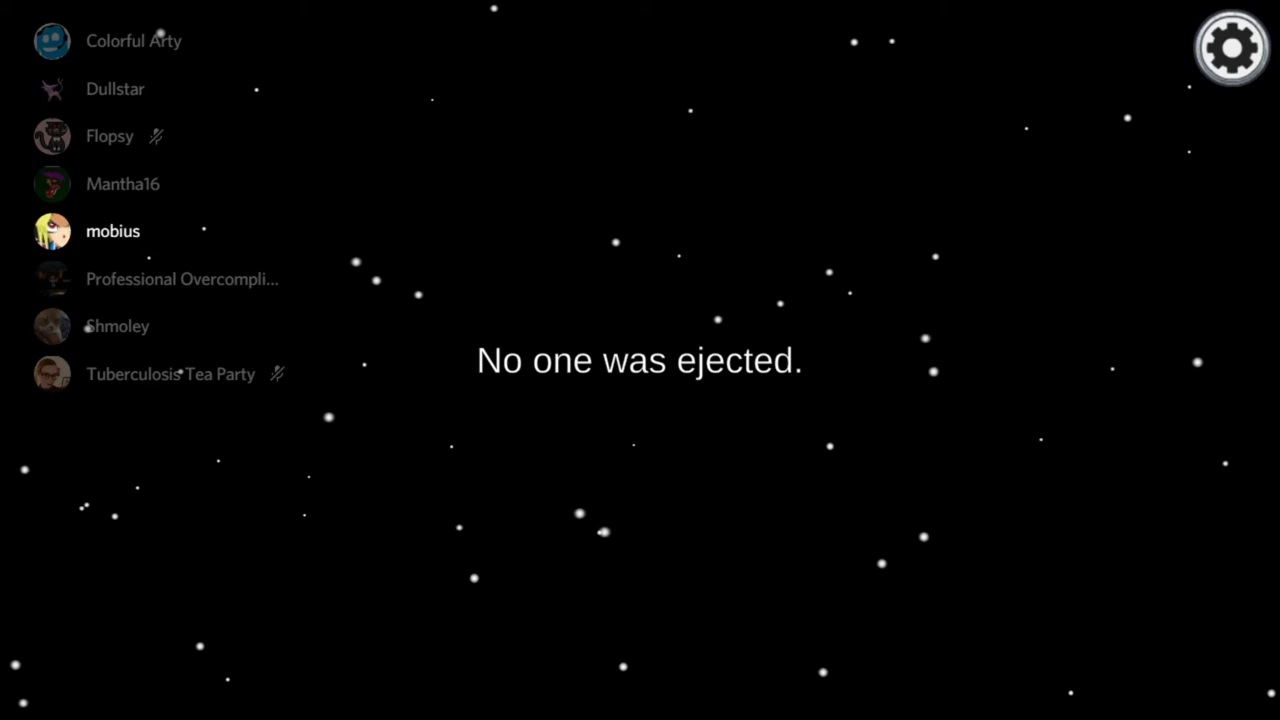 Colorful Arty
Dullstar
Flopsy
Mantha16
mobius
Professional Overcompli...
Shmoley
Tuberculosis Tea Party
No one was ejected.